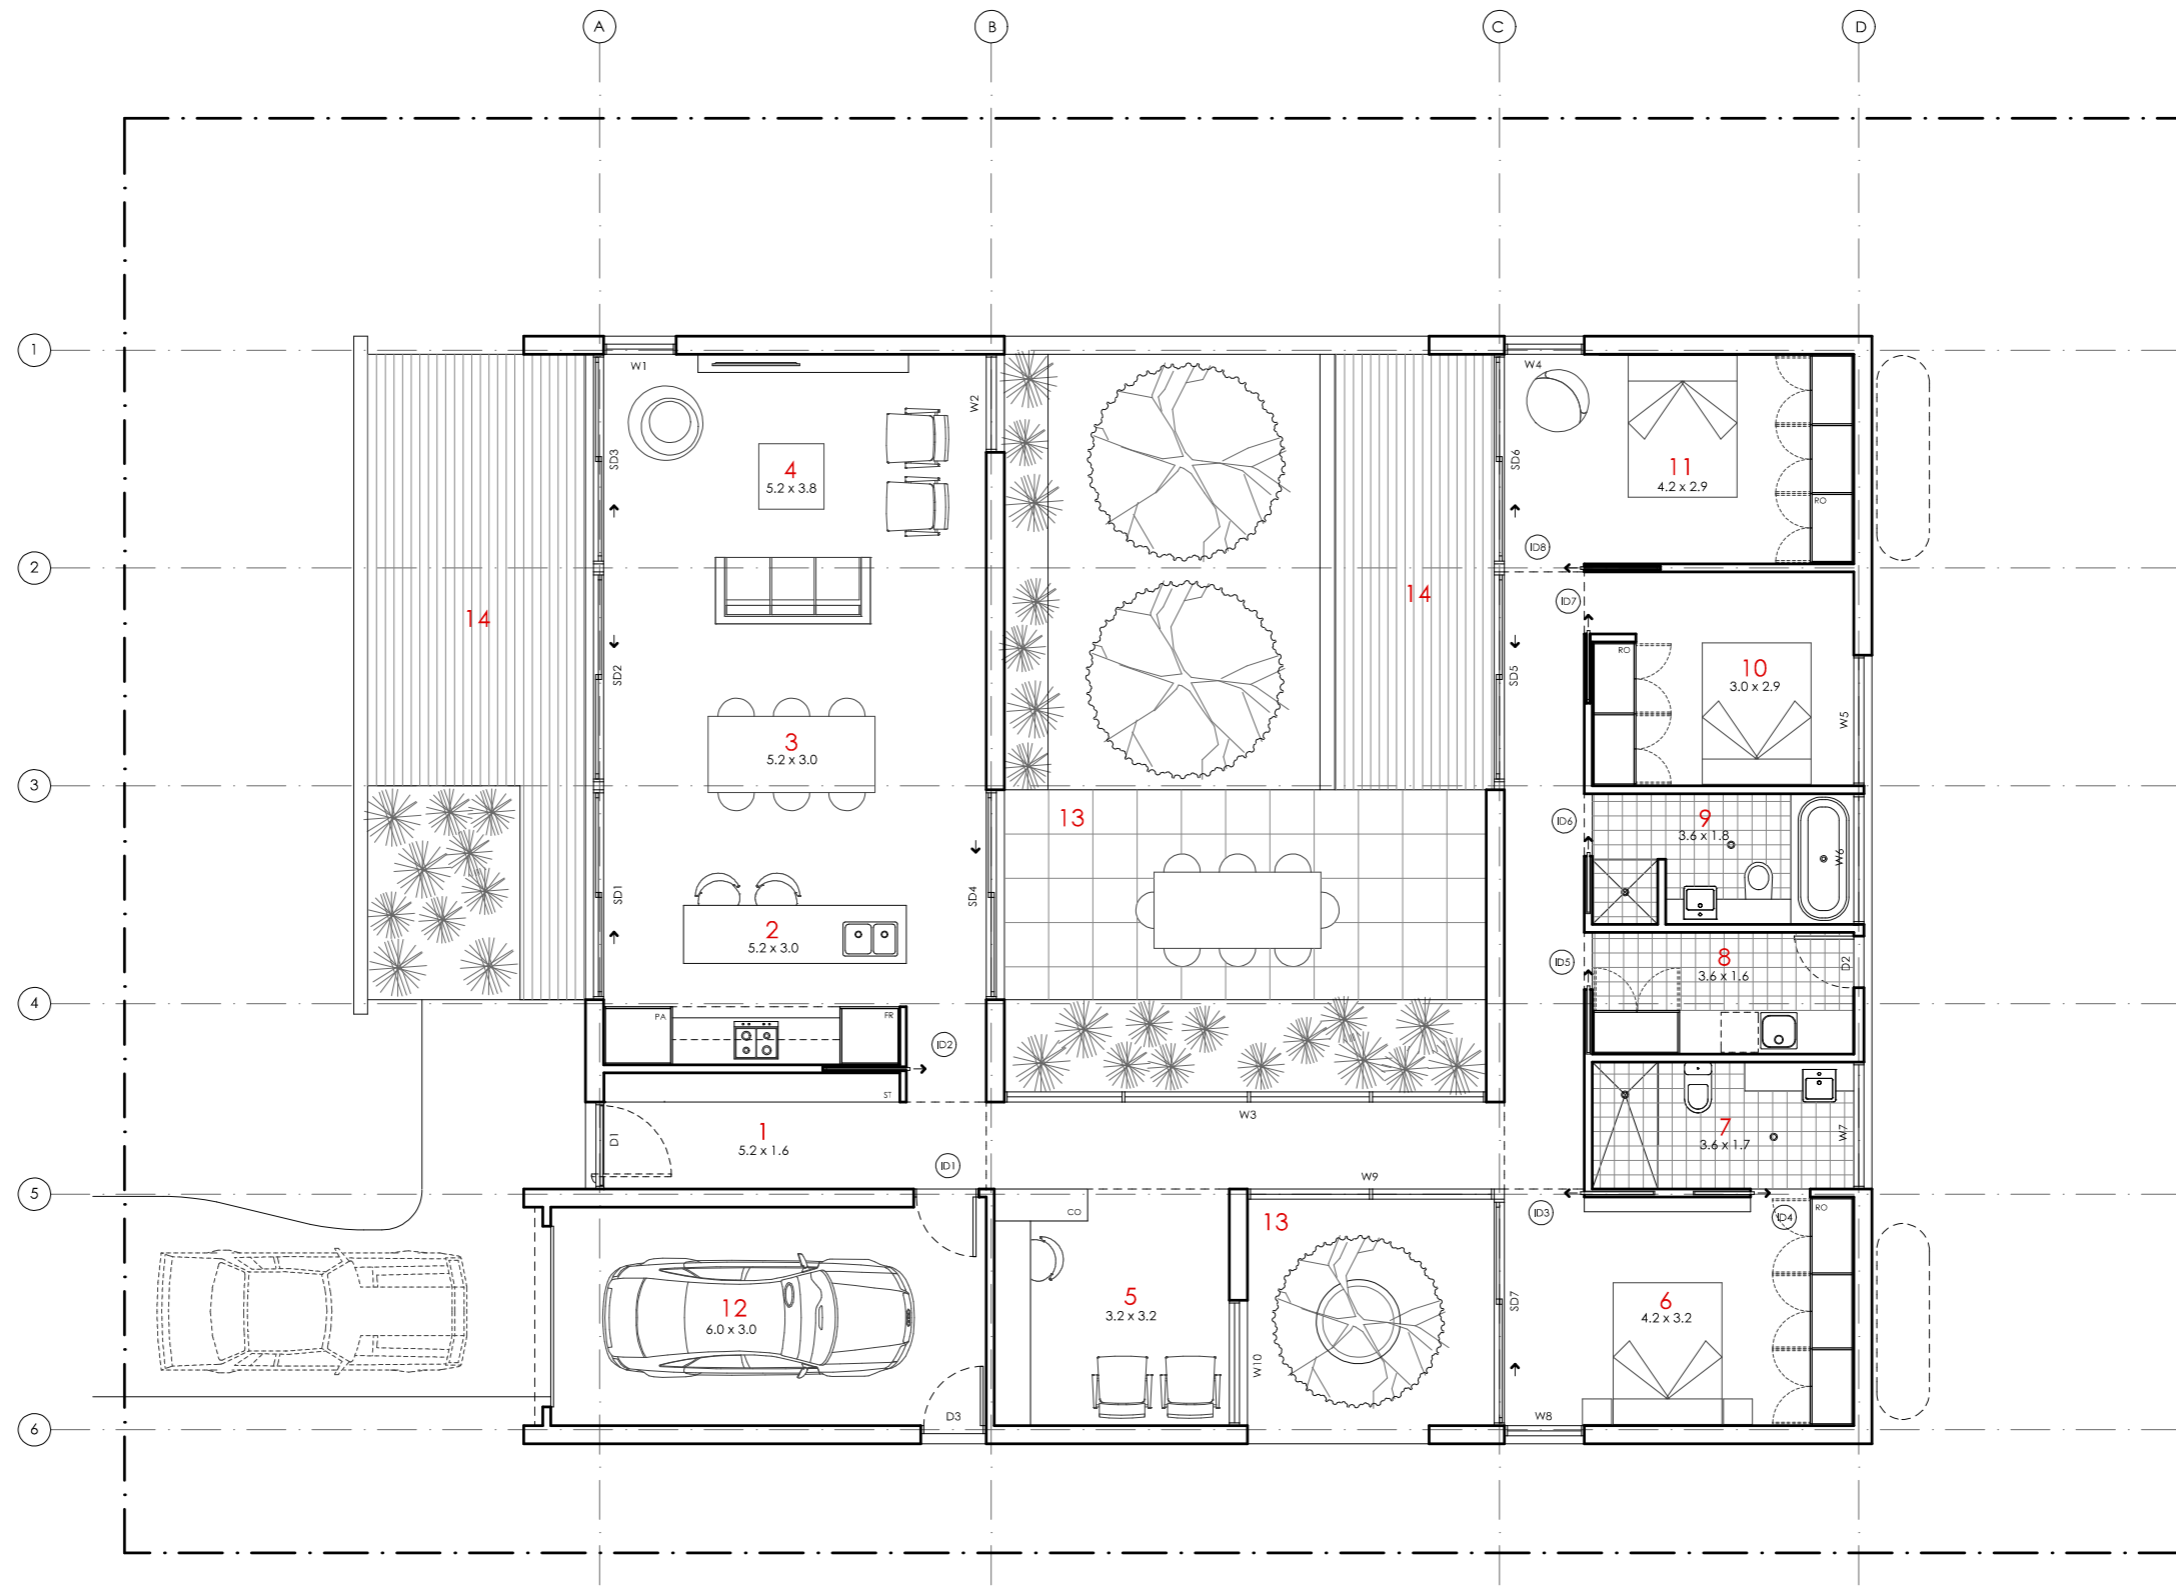 A
B
C
D
1
W1
W4
W2
SD3
4
5.2 x 3.8
SD6
11
4.2 x 2.9
RO
ID8
2
ID7
14
14
SD2
SD5
RO
10
3.0 x 2.9
W5
3
5.2 x 3.0
3
13
ID6
9
3.6 x 1.8
W6
SD1
SD4
2
5.2 x 3.0
ID5
8
3.6 x 1.6
D2
4
PA
FR
ID2
ST
W3
1
5.2 x 1.6
D1
ID1
7
3.6 x 1.7
W7
W9
5
CO
13
ID3
ID4
RO
12
6.0 x 3.0
5
3.2 x 3.2
W10
SD7
6
4.2 x 3.2
D3
W8
6